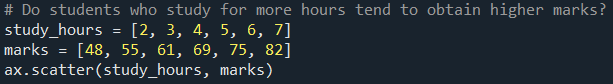 # Do students who study for more hours tend to obtain higher marks?
study_hours = [2, 3, 4, 5, 6, 7]
marks = [48, 55, 61, 69, 75, 82]
ax.scatter(study_hours, marks)